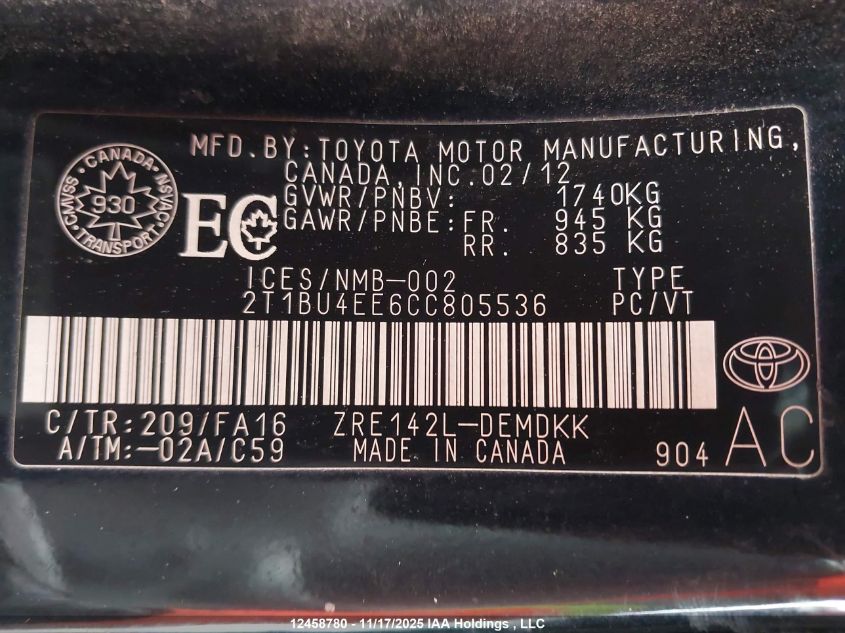 MFD.BY:TOYOTA MOTOR MANUFACTURING,
CANADA,INC.02/12
GVWR/PNBV: 1740KG
GAWR/PNBE:FR. 945 KG
RR. 835 KG
CANADA
CMVSS 930 NSVAC
TRANSPORT
EC
ICES/NMB-002 TYPE
2T1BU4EE6CC805536 PC/VT
C/TR:209/FA16 ZRE142L-DEMDKK
A/TM:-02A/C59 MADE IN CANADA 904 AC
12458780 - 11/17/2025 IAA Holdings , LLC